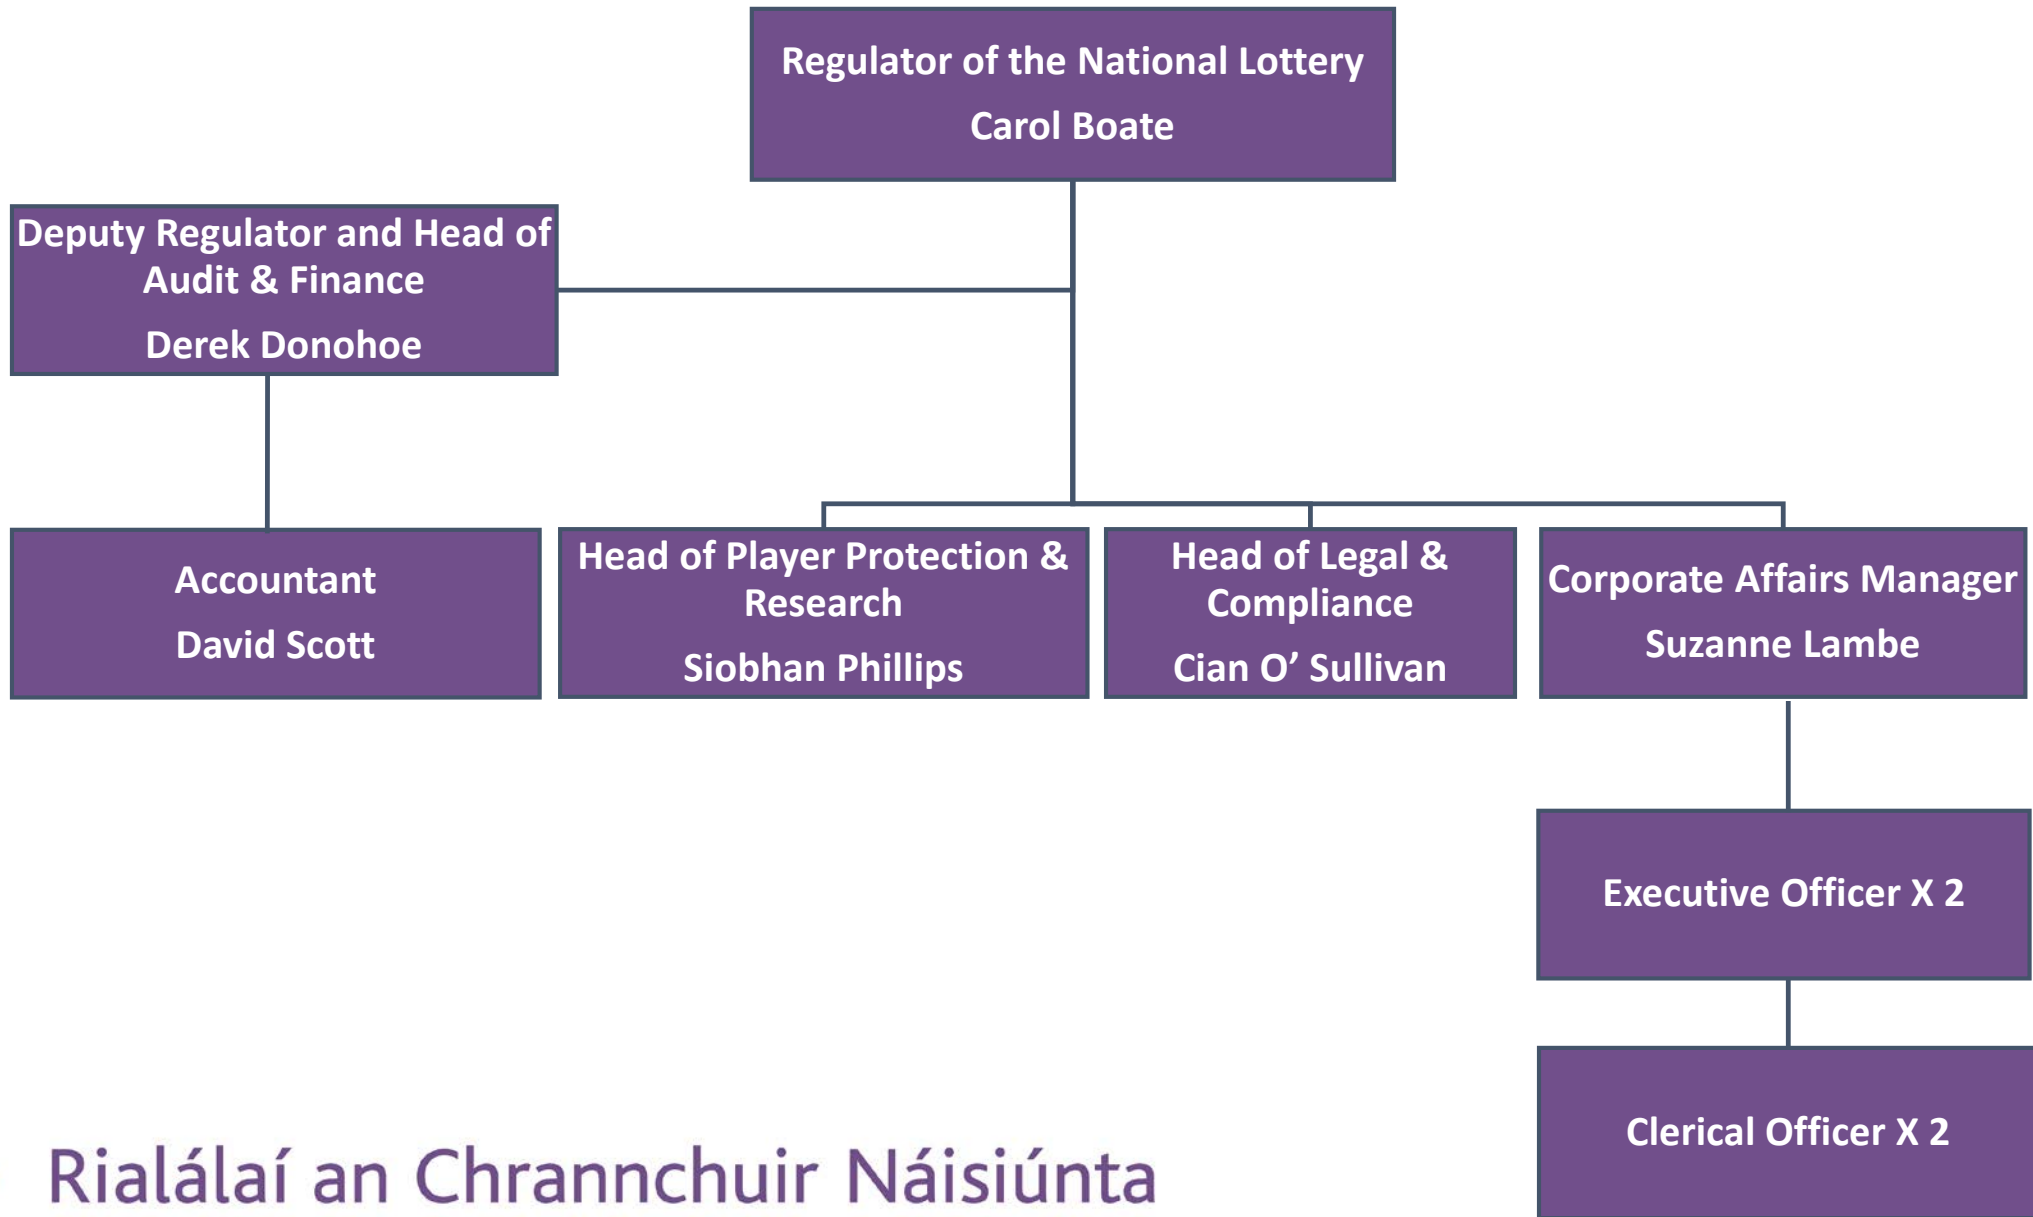 Regulator of the National Lottery
Carol Boate
Deputy Regulator and Head of
Audit & Finance
Derek Donohoe
Accountant
David Scott
Head of Player Protection &
Research
Siobhan Phillips
Head of Legal &
Compliance
Cian O’ Sullivan
Corporate Affairs Manager
Suzanne Lambe
Executive Officer X 2
Clerical Officer X 2
Rialálaí an Chrannchuir Náisiúnta